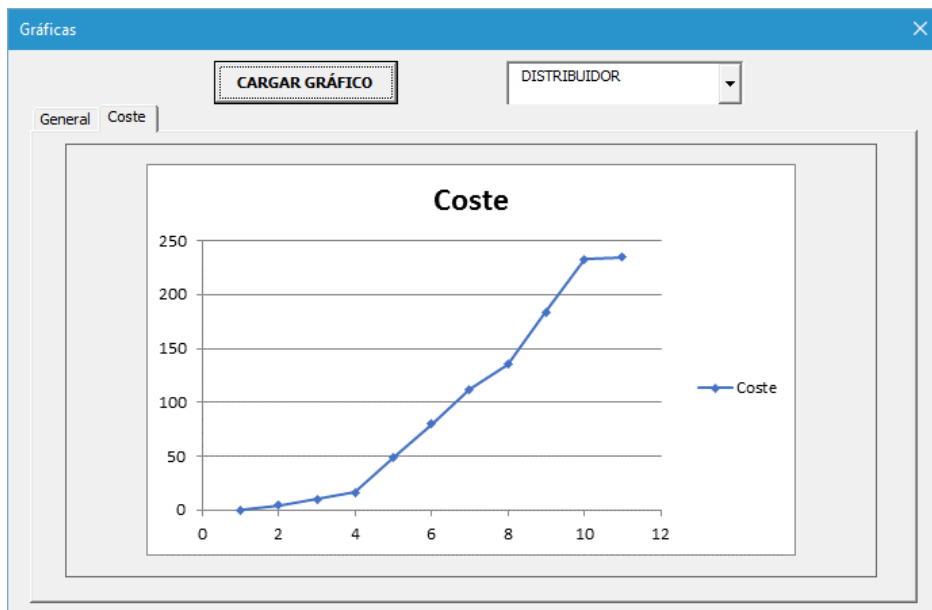 Gráficas
CARGAR GRÁFICO
DISTRIBUIDOR
General
Coste
Coste
250
200
150
100
50
0
0 2 4 6 8 10 12
Coste